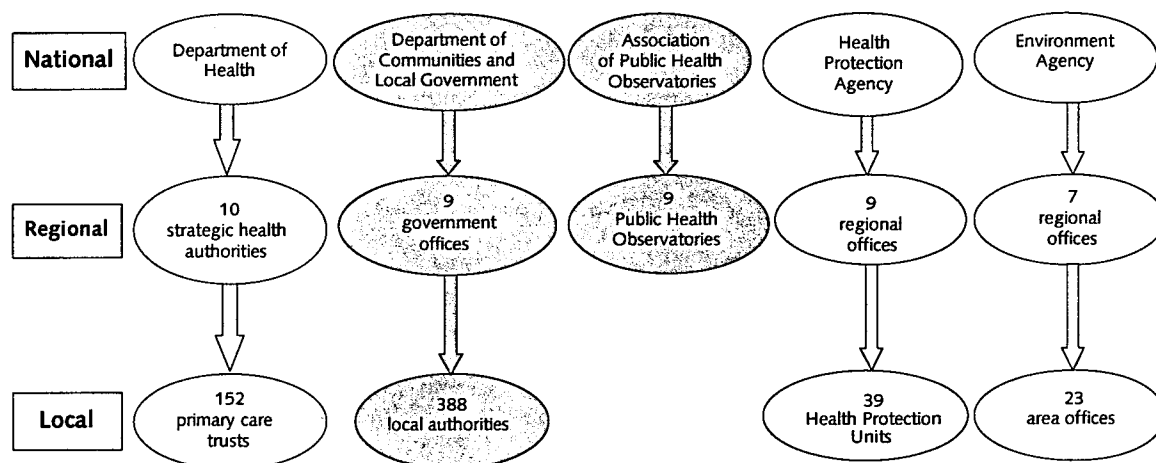 National
Department of
Health
Department of
Communities and
Local Government
Association
of Public Health
Observatories
Health
Protection
Agency
Environment
Agency
Regional
10
strategic health
authorities
9
government
offices
9
Public Health
Observatories
9
regional
offices
7
regional
offices
Local
152
primary care
trusts
388
local authorities
39
Health Protection
Units
23
area offices